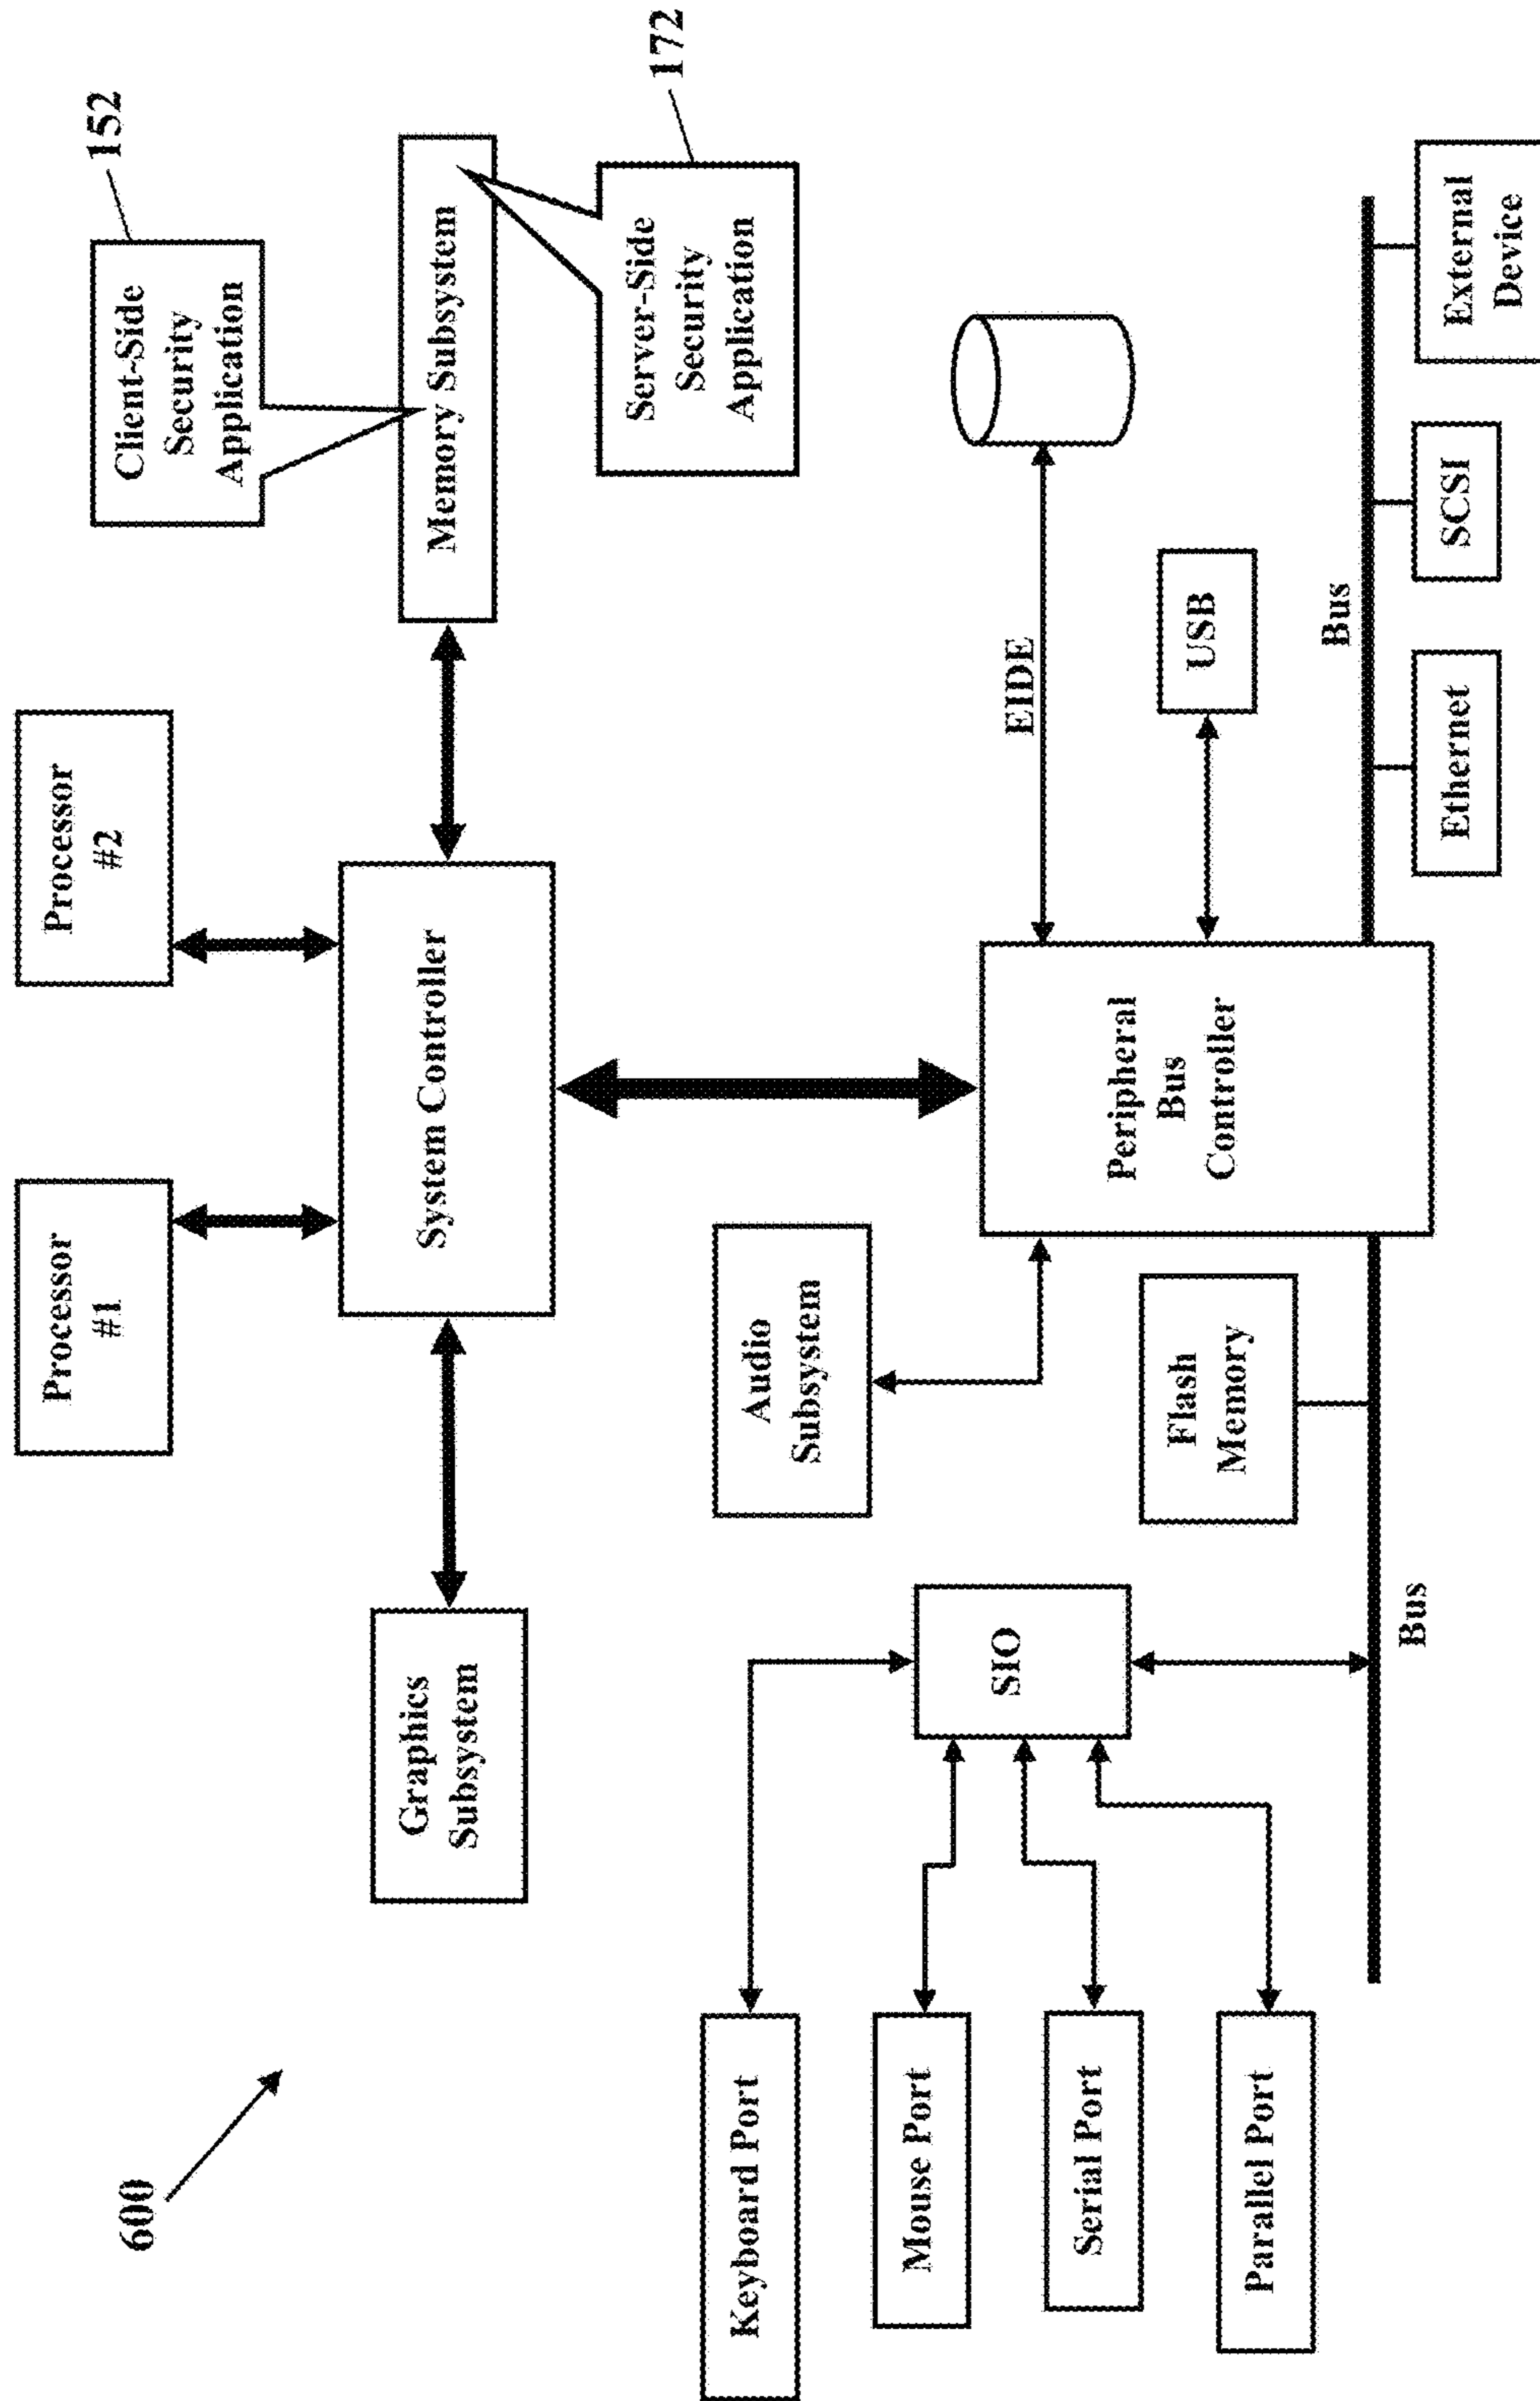 600
Processor
#1
Processor
#2
Client-Side
Security
Application
152
Graphics
Subsystem
System Controller
Memory Subsystem
Server-Side
Security
Application
172
Keyboard Port
Mouse Port
Serial Port
Parallel Port
SIO
Audio
Subsystem
Flash
Memory
Peripheral
Bus
Controller
EIDE
USB
Bus
Bus
Ethernet
SCSI
External
Device